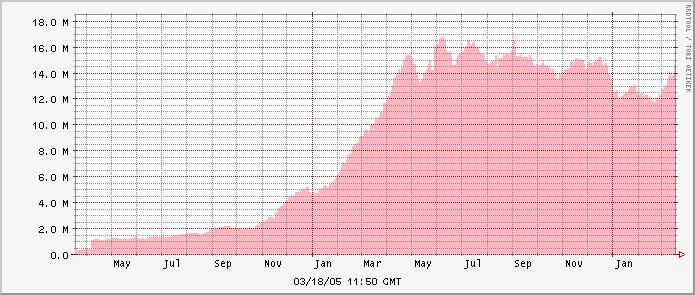 RRDTOOL / TOBI OETIKER
18.0 M
16.0 M
14.0 M
12.0 M
10.0 M
8.0 M
6.0 M
4.0 M
2.0 M
0.0
May Jul Sep Nov Jan Mar May Jul Sep Nov Jan
03/18/05 11:50 GMT